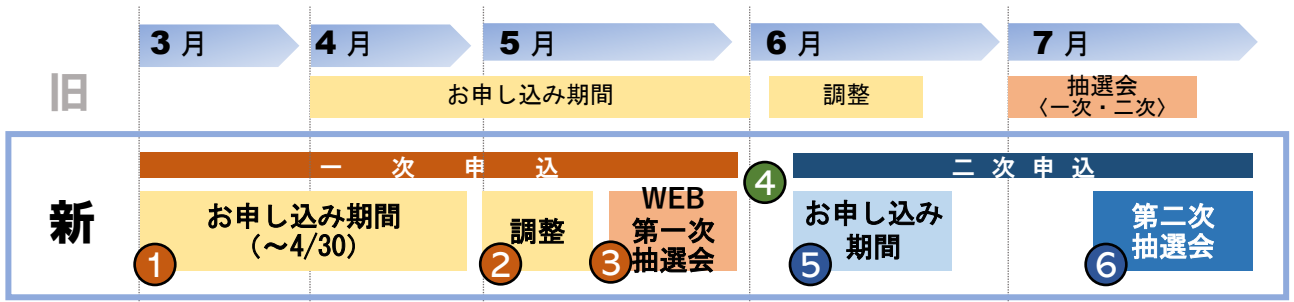 3月
4月
5月
6月
7月
旧
お申し込み期間
調整
抽選会
〈一次・二次〉
新
一次申込
④
二次申込
お申し込み期間
(～4/30)
①
調整
②
WEB
第一次
抽選会
③
お申し込み
期間
⑤
第二次
抽選会
⑥